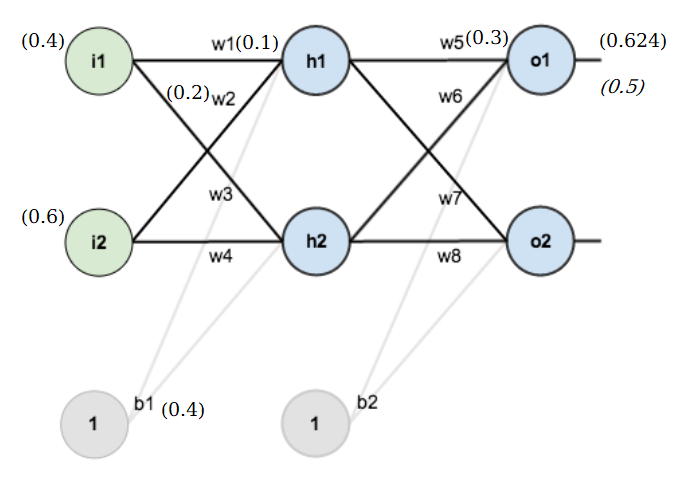 (0.4) i1 w1(0.1) h1 w5(0.3) o1 (0.624)
(0.5)
(0.2) w2 w6
w3 w7
(0.6) i2 w4 h2 w8 o2
1 b1 (0.4) 1 b2